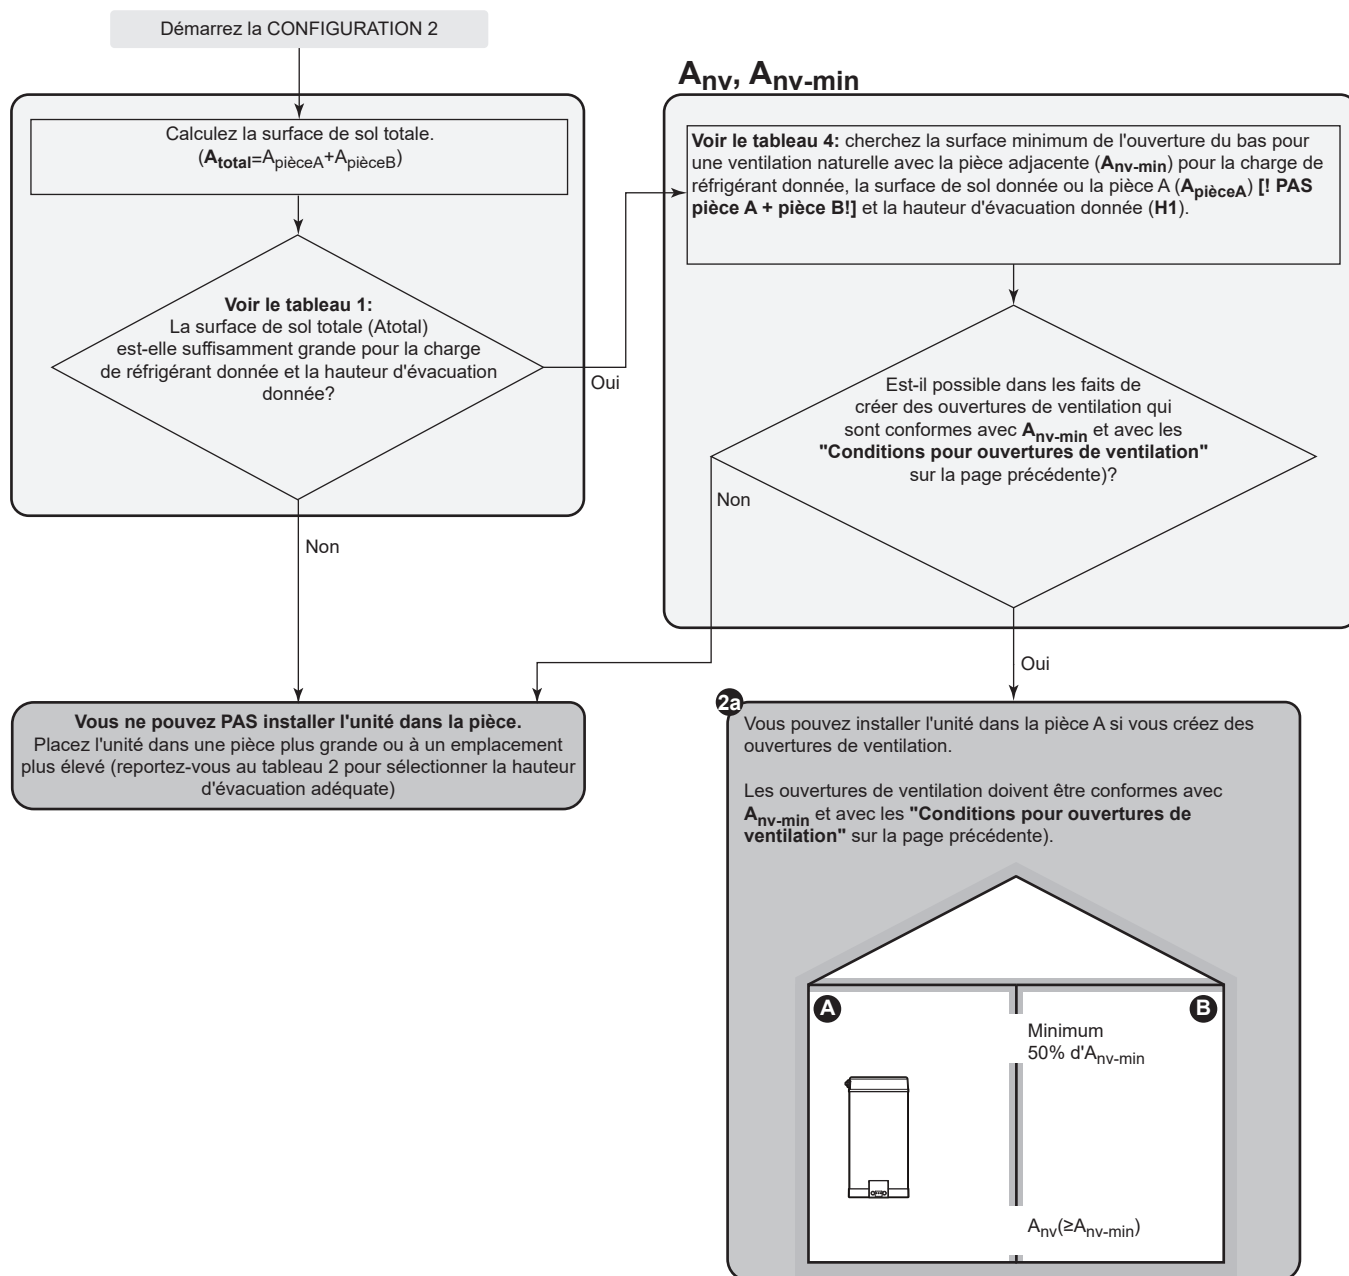 Démarrez la CONFIGURATION 2
Calculez la surface de sol totale.
(Atotal=ApièceA+ApièceB)
Voir le tableau 1:
La surface de sol totale (Atotal)
est-elle suffisamment grande pour la charge
de réfrigérant donnée et la hauteur d'évacuation
donnée?
Oui
Non
Anv, Anv-min
Voir le tableau 4: cherchez la surface minimum de l'ouverture du bas pour
une ventilation naturelle avec la pièce adjacente (Anv-min) pour la charge de
réfrigérant donnée, la surface de sol donnée ou la pièce A (ApièceA) [! PAS
pièce A + pièce B!] et la hauteur d'évacuation donnée (H1).
Est-il possible dans les faits de
créer des ouvertures de ventilation qui
sont conformes avec Anv-min et avec les
"Conditions pour ouvertures de ventilation"
sur la page précédente)?
Non
Oui
Vous ne pouvez PAS installer l'unité dans la pièce.
Placez l'unité dans une pièce plus grande ou à un emplacement
plus élevé (reportez-vous au tableau 2 pour sélectionner la hauteur
d'évacuation adéquate)
2a
Vous pouvez installer l'unité dans la pièce A si vous créez des
ouvertures de ventilation.
Les ouvertures de ventilation doivent être conformes avec
Anv-min et avec les "Conditions pour ouvertures de
ventilation" sur la page précédente).
A
B
Minimum
50% d'Anv-min
Anv(≥Anv-min)